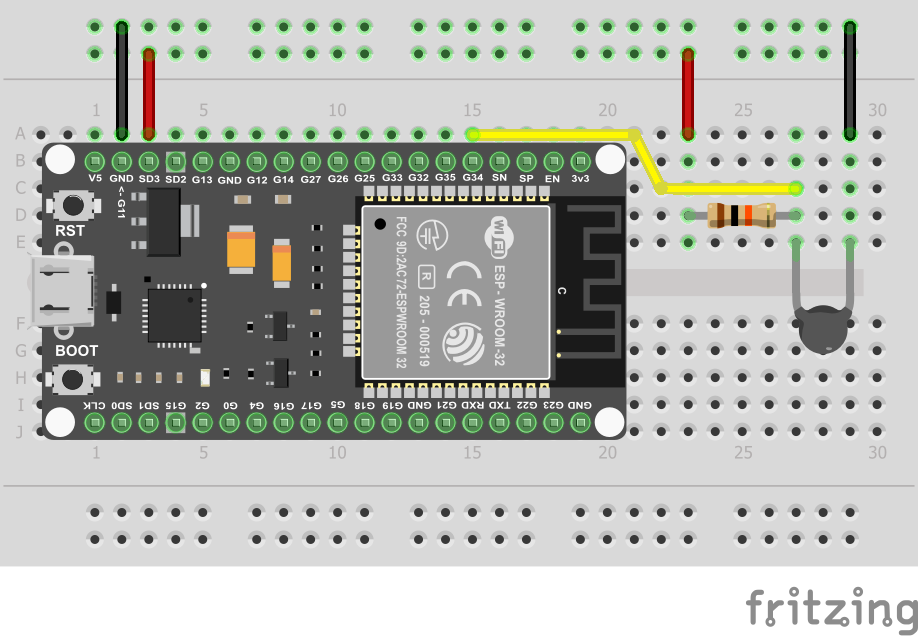 1 5 10 15 20 25 30
A
B
V5 GND SD3 SD2 G13 GND G12 G14 G27 G26 G25 G33 G32 G35 G34 SN SP EN 3v3
<- G11
C
D
RST
E
FCC 9D:2AC72-ESPWROOM 32
R
205 - 000519
CE
WiFi
ESP - WROOM -32
C
F
G
BOOT
H
I
CLK SD0 SD1 G15 G2 G0 G4 G16 G17 G5 G18 G19 GND G21 RXD TXD G22 G23 GND
J
1 5 10 15 20 25 30
fritzing